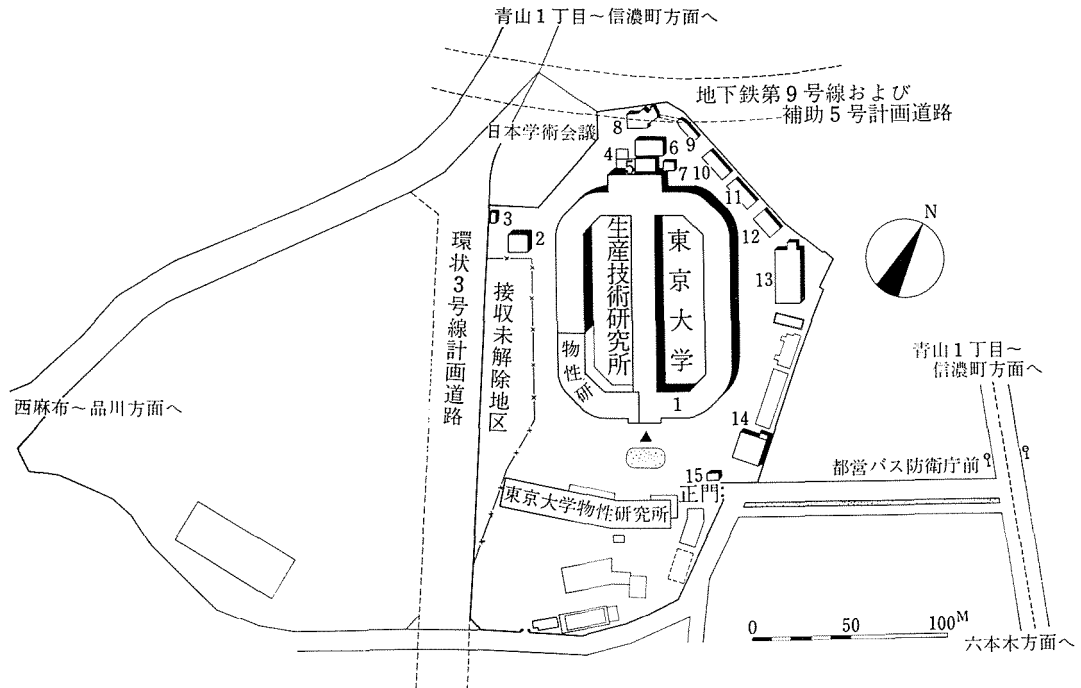 青山1丁目～信濃町方面へ
地下鉄第9号線および
補助5号計画道路
日本学術会議
8
9
4
6
5
7
10
11
12
3
2
13
N
環状3号線計画道路
接収未解除地区
生産技術研究所
東京大学
物性研
1
青山1丁目～
信濃町方面へ
西麻布～品川方面へ
14
都営バス防衛庁前
15
正門
東京大学物性研究所
0
50
100M
六本木方面へ